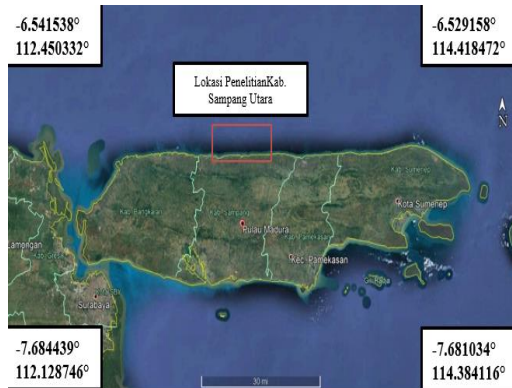 -6.541538°
112.450332°
-6.529158°
114.418472°
Lokasi PenelitianKab.
Sampang Utara
N
Kab. Sumenep
Kota Sumenep
Kab. Bangkalan
Kab. Sampang
Pulau Madura
Kab. Pamekasan
Kec. Pamekasan
Lamongan
Surabaya
-7.684439°
112.128746°
-7.681034°
114.384116°
30 mi